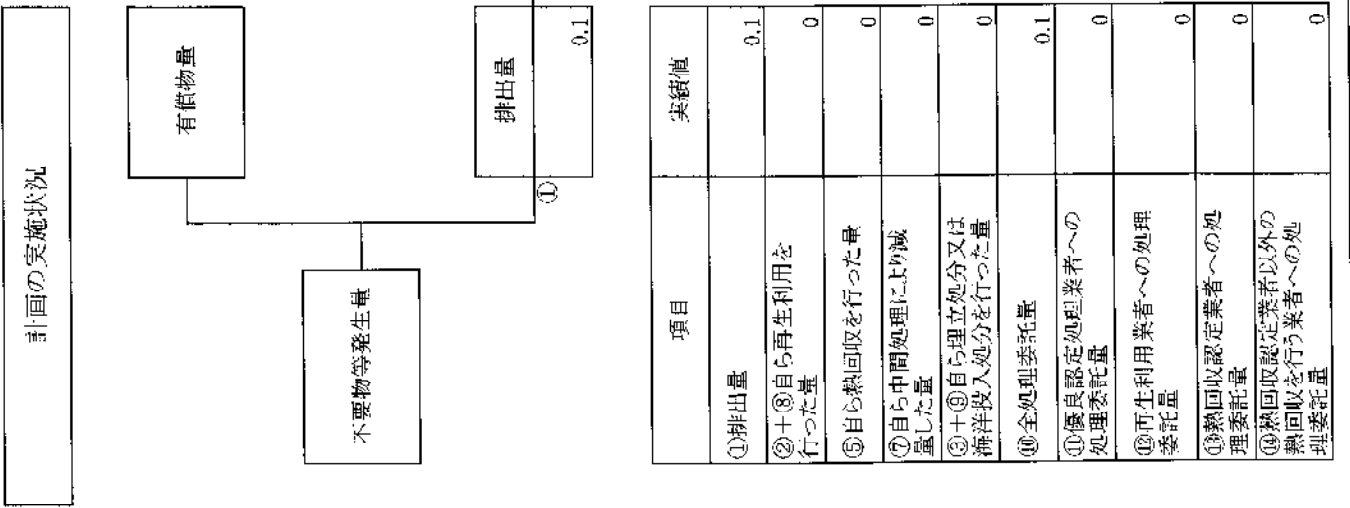 計画の実施状況
不要物等発生量
有償物量
①
排出量
0.1
項目
実績値
①排出量
0.1
②+⑧自ら再生利用を
行った量
0
⑤自ら熱回収を行った量
0
⑦自ら中間処理により減
量した量
0
③+⑨自ら埋立処分又は
海洋投入処分を行った量
0
⑩全処理委託量
0.1
⑪優良認定処理業者への
処理委託量
0
⑫再生利用業者への処理
委託量
0
⑬熱回収認定業者への処
理委託量
0
⑭熱回収認定業者以外の
熱回収を行う業者への処
理委託量
0